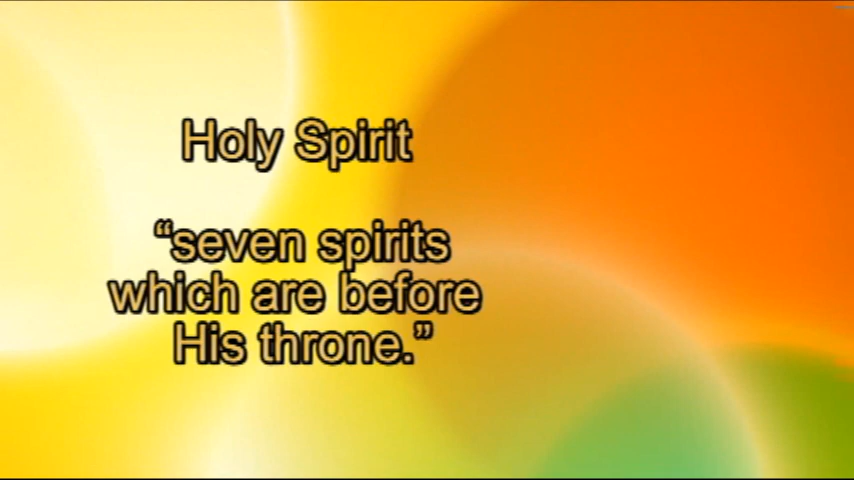 Holy Spirit
“seven spirits
which are before
His throne.”